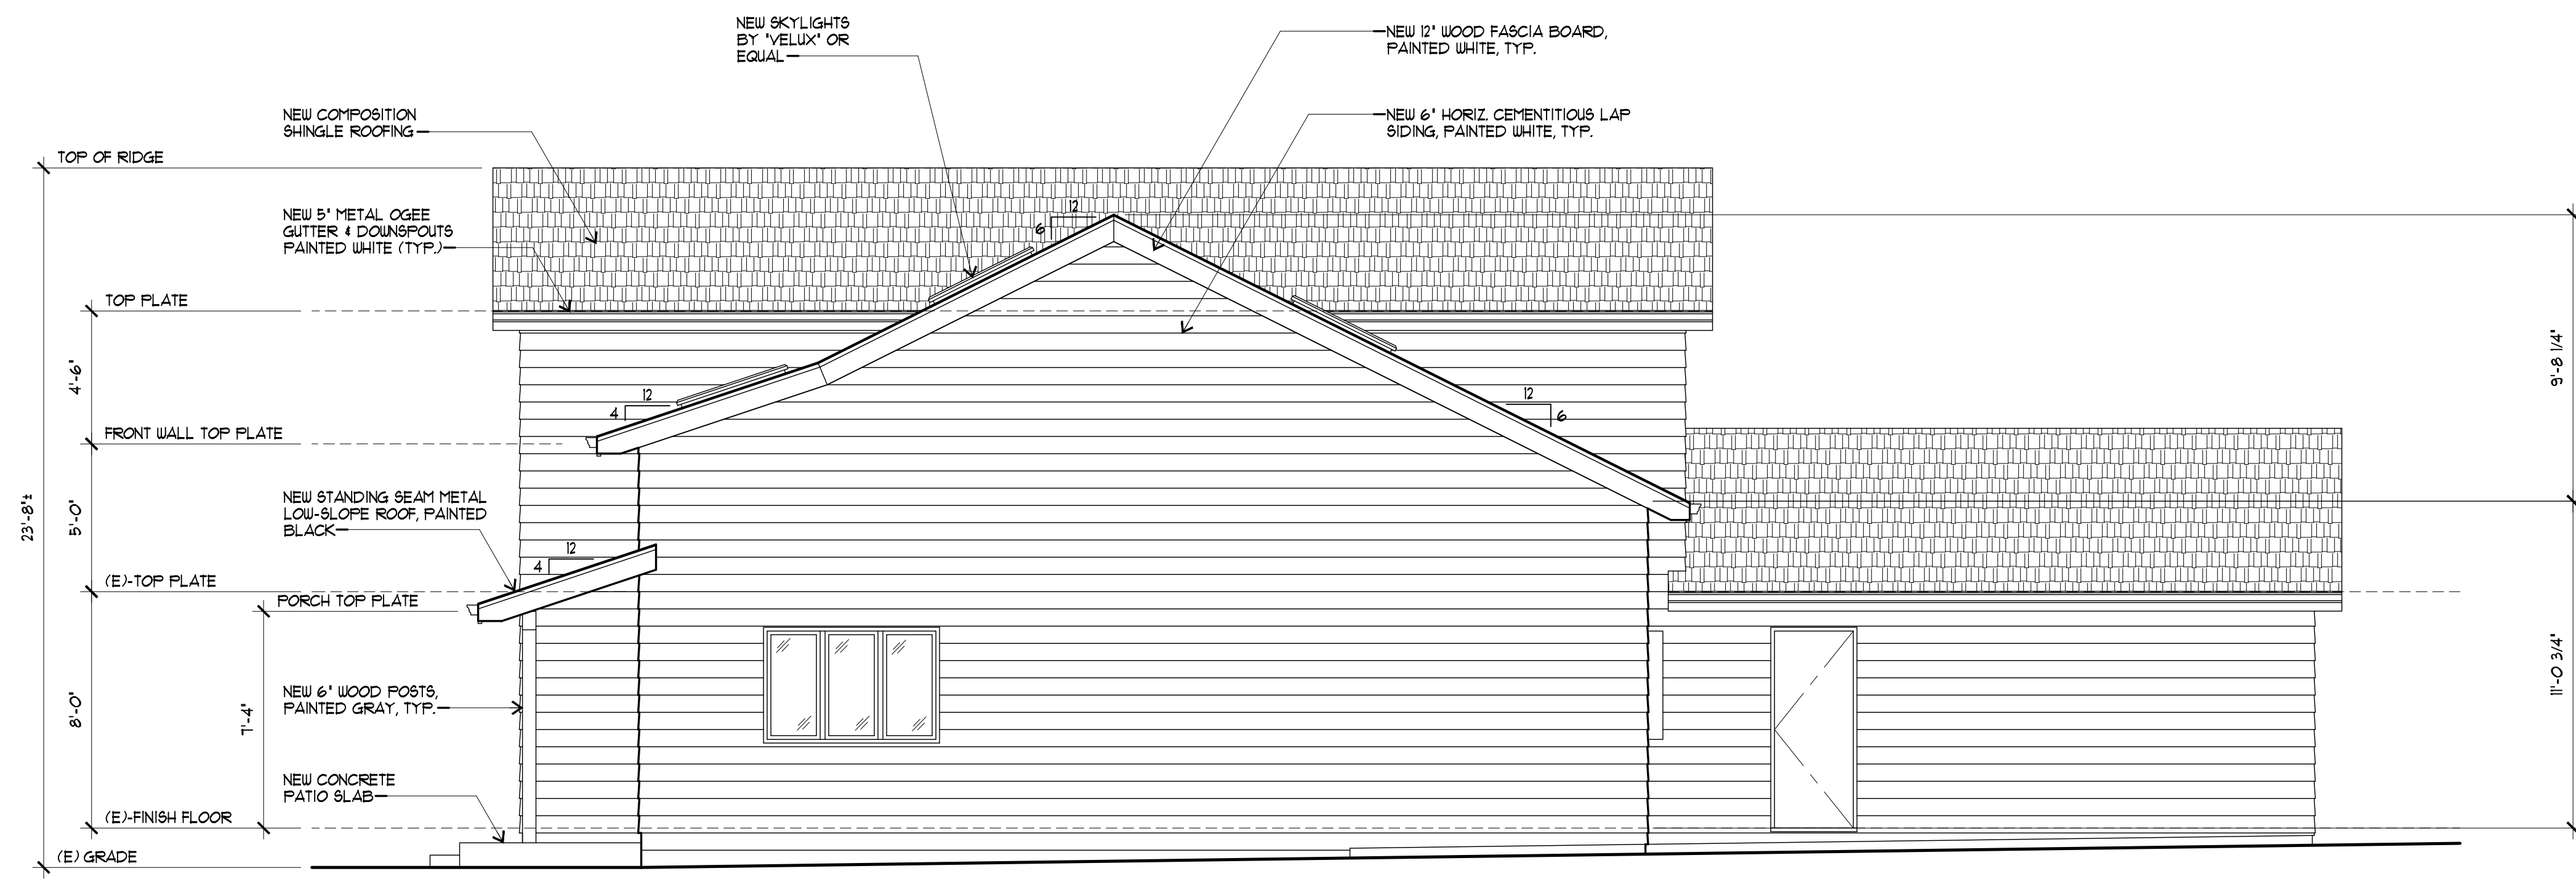 NEW SKYLIGHTS
BY "VELUX" OR
EQUAL
NEW 12" WOOD FASCIA BOARD,
PAINTED WHITE, TYP.
NEW COMPOSITION
SHINGLE ROOFING
NEW 6" HORIZ. CEMENTITIOUS LAP
SIDING, PAINTED WHITE, TYP.
TOP OF RIDGE
NEW 5" METAL OGEE
GUTTER & DOWNSPOUTS
PAINTED WHITE (TYP.)
12
6
TOP PLATE
4'-6"
9'-8 1/4"
12
4
12
6
FRONT WALL TOP PLATE
23'-8"±
5'-0"
NEW STANDING SEAM METAL
LOW-SLOPE ROOF, PAINTED
BLACK
12
4
(E)-TOP PLATE
PORCH TOP PLATE
8'-0"
7'-4"
11'-0 3/4"
NEW 6" WOOD POSTS,
PAINTED GRAY, TYP.
NEW CONCRETE
PATIO SLAB
(E)-FINISH FLOOR
(E) GRADE